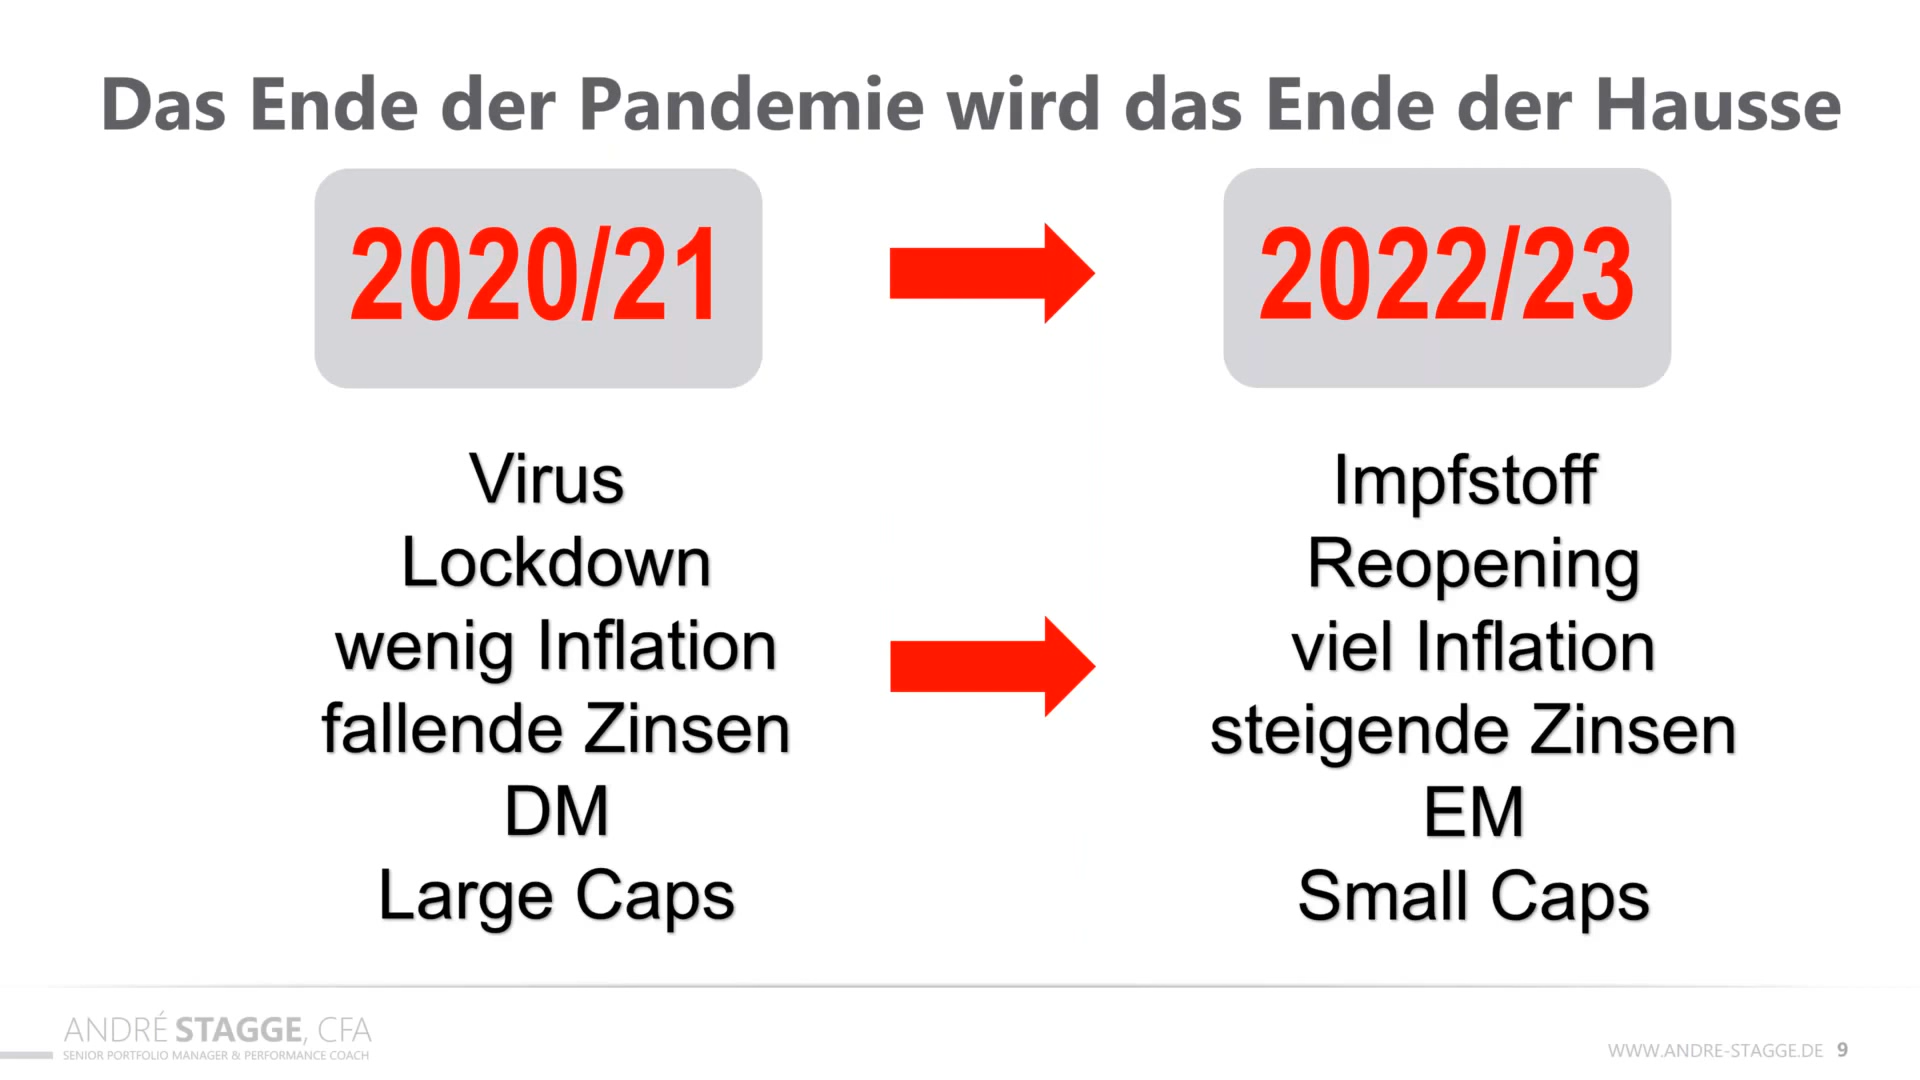 Das Ende der Pandemie wird das Ende der Hausse
2020/21
2022/23
Virus
Lockdown
wenig Inflation
fallende Zinsen
DM
Large Caps
Impfstoff
Reopening
viel Inflation
steigende Zinsen
EM
Small Caps
ANDRÉ STAGGE, CFA
SENIOR PORTFOLIO MANAGER & PERFORMANCE COACH
WWW.ANDRE-STAGGE.DE 9